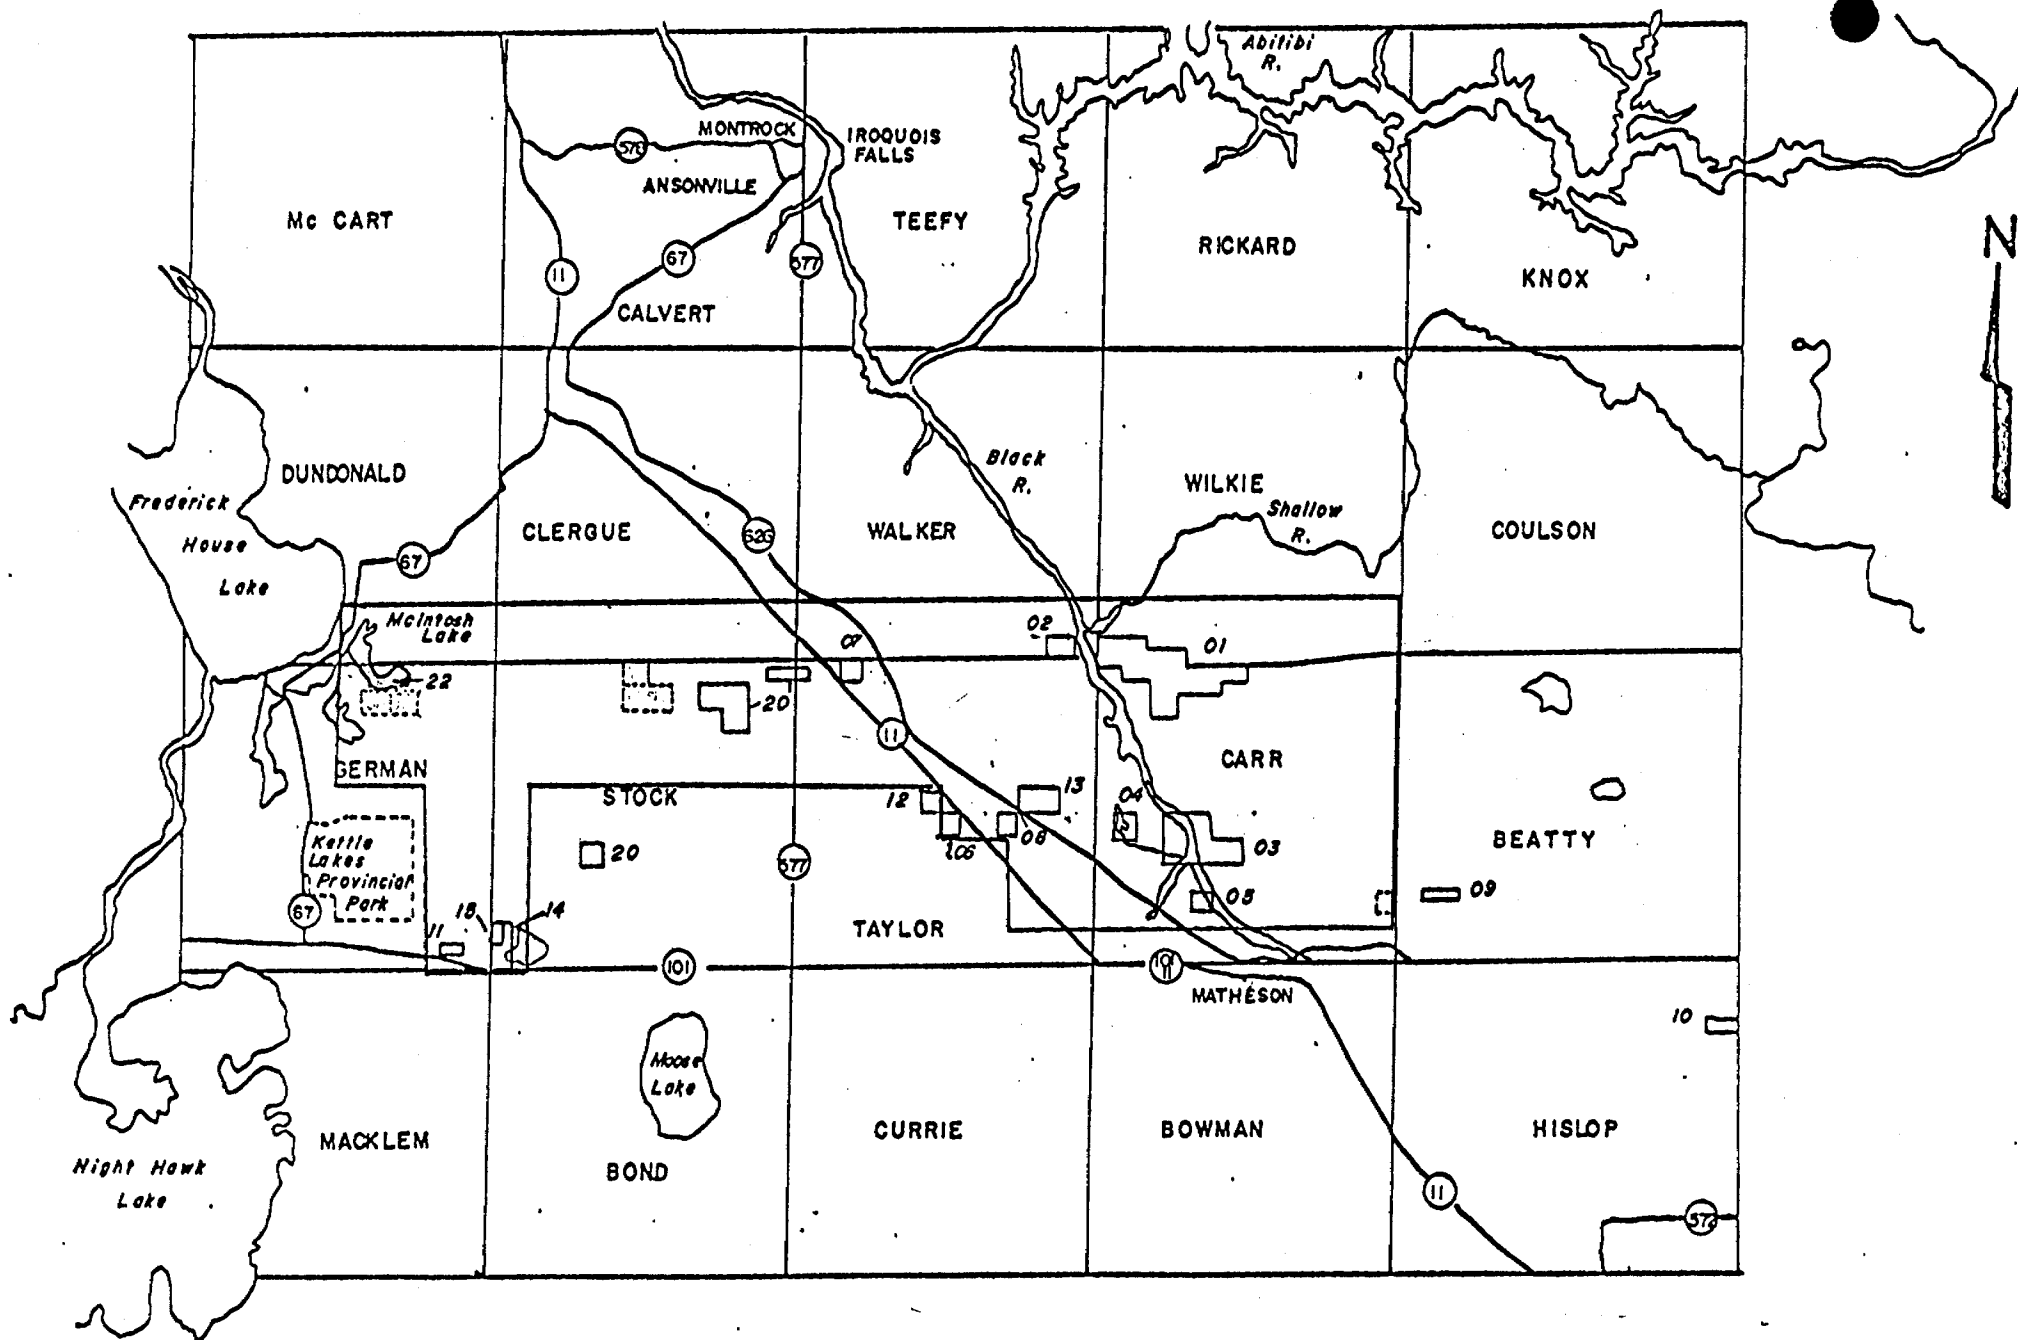 Abitibi
R.
MONTROCK
IROQUOIS
FALLS
ANSONVILLE
Mc CART
TEEFY
RICKARD
N
KNOX
67
577
11
CALVERT
Black
R.
DUNDONALD
WILKIE
Frederick
House
Lake
Shallow
R.
CLERGUE
626
WALKER
COULSON
67
McIntosh
Lake
02
01
07
22
20
11
CARR
GERMAN
STOCK
12
13
04
Kettle
Lakes
Provincial
Park
20
577
06
08
03
BEATTY
09
05
67
15
14
11
TAYLOR
101
101
11
MATHESON
10
Moose
Lake
MACKLEM
CURRIE
BOWMAN
HISLOP
Night Hawk
Lake
BOND
11
572